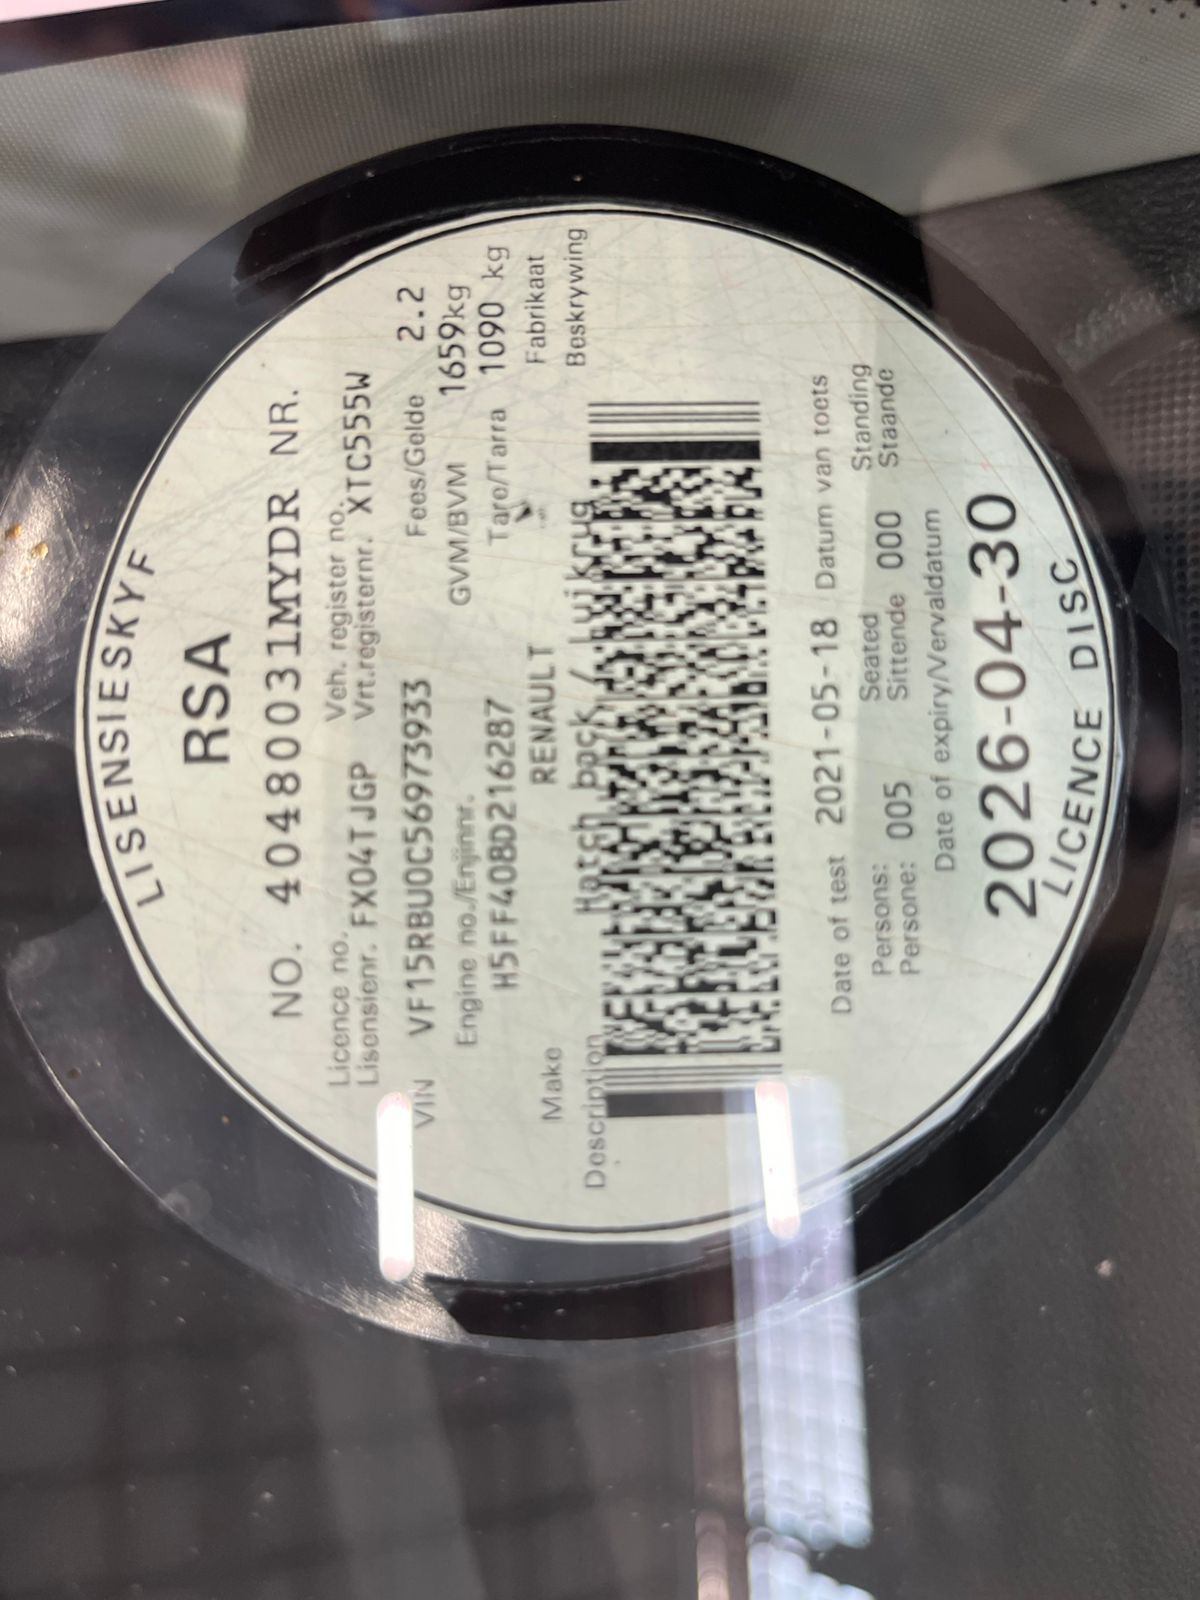 LISENSIESKYF
RSA
NO. 40480031MYDR NR.
Licence no. Veh. register no.
Lisensienr. FX04TJGP Vrt.registernr. XTC555W
VIN VF15RBU0C56973933 Fees/Gelde 2.2
Engine no./Enjinnr. GVM/BVM 1659kg
H5FF408D216287 Tare/Tarra 1090 kg
Make RENAULT Fabrikaat
Description Hatch back / Luikrug Beskrywing
Date of test 2021-05-18 Datum van toets
Persons: Seated Standing
Persone: 005 Sittende 000 Staande
Date of expiry/Vervaldatum
2026-04-30
LICENCE DISC